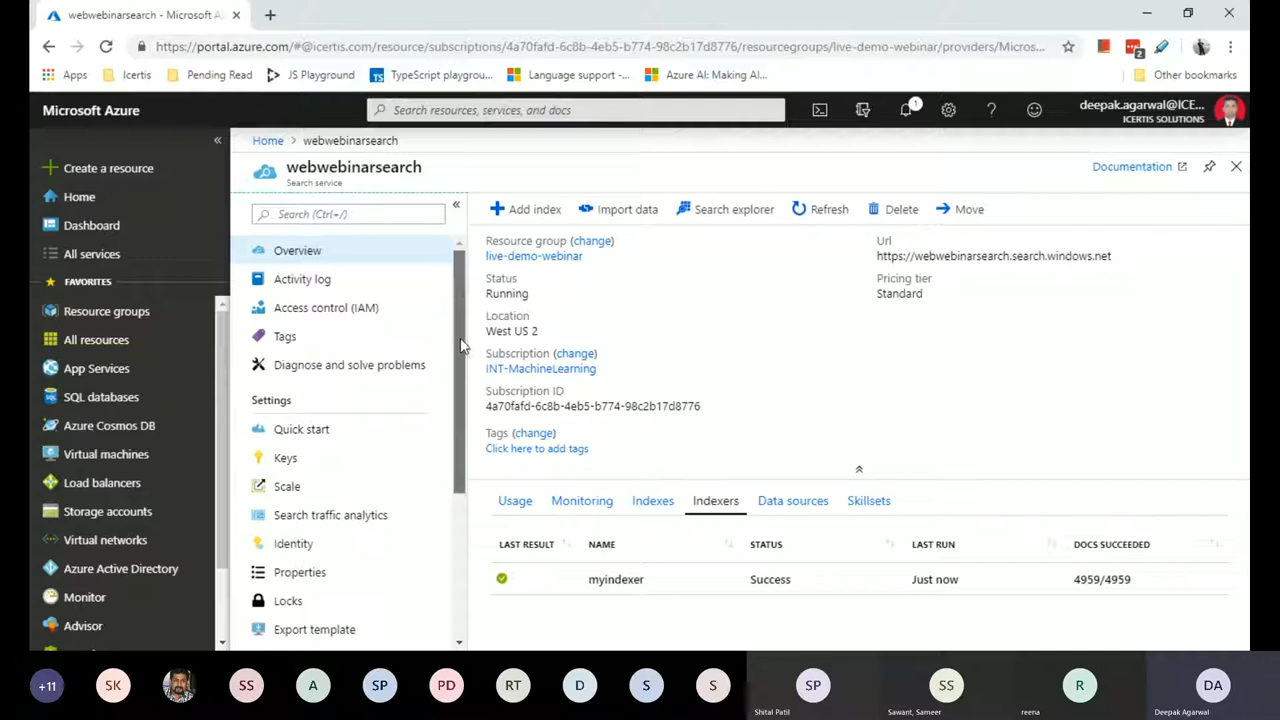 webwebinarsearch - Microsoft A
https://portal.azure.com/#@icertis.com/resource/subscriptions/4a70fafd-6c8b-4eb5-b774-98c2b17d8776/resourcegroups/live-demo-webinar/providers/Micros...
2
Apps Icertis Pending Read JS Playground TypeScript playgrou... Language support -... Azure AI: Making AI... Other bookmarks
Microsoft Azure
Search resources, services, and docs
1
deepak.agarwal@ICE...
ICERTIS SOLUTIONS
Create a resource
Home
Dashboard
All services
FAVORITES
Resource groups
All resources
App Services
SQL databases
Azure Cosmos DB
Virtual machines
Load balancers
Storage accounts
Virtual networks
Azure Active Directory
Monitor
Advisor
Home > webwebinarsearch
webwebinarsearch
Search service
Documentation
Search (Ctrl+/)
Overview
Activity log
Access control (IAM)
Tags
Diagnose and solve problems
Settings
Quick start
Keys
Scale
Search traffic analytics
Identity
Properties
Locks
Export template
Add index Import data Search explorer Refresh Delete Move
Resource group (change)
live-demo-webinar
Status
Running
Location
West US 2
Subscription (change)
INT-MachineLearning
Subscription ID
4a70fafd-6c8b-4eb5-b774-98c2b17d8776
Tags (change)
Click here to add tags
Url
https://webwebinarsearch.search.windows.net
Pricing tier
Standard
Usage Monitoring Indexes Indexers Data sources Skillsets
LAST RESULT NAME STATUS LAST RUN DOCS SUCCEEDED
myindexer Success Just now 4959/4959
+11 SK SS A SP PD RT D S S SP SS R DA
Shital Patil Sawant, Sameer reena Deepak Agarwal